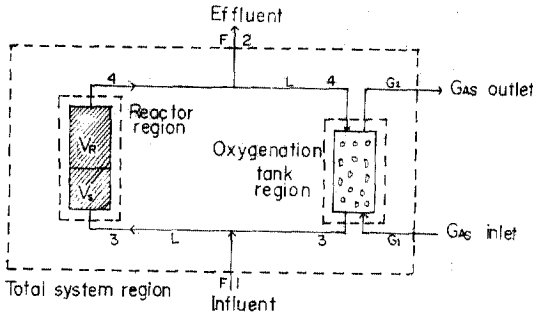 Effluent
F 2
4 L 4 G2 GAS outlet
Reactor
region
VR
Oxygenation
tank
region
Vs
3 L 3 G1 GAS inlet
F 1
Total system region
Influent